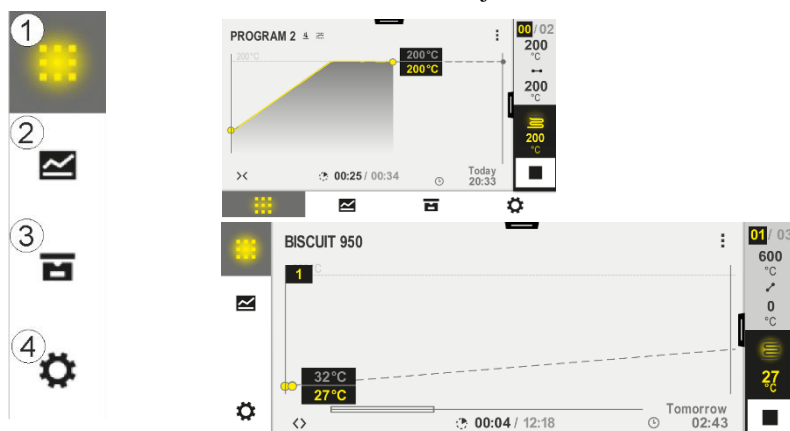 1
2
3
4
PROGRAM 2
200°C
200°C
200°C
00:25 / 00:34
Today
20:33
00/02
200
°C
200
°C
200
°C
BISCUIT 950
1
32°C
27°C
00:04 / 12:18
Tomorrow
02:43
01/ 03
600
°C
0
°C
27
°C